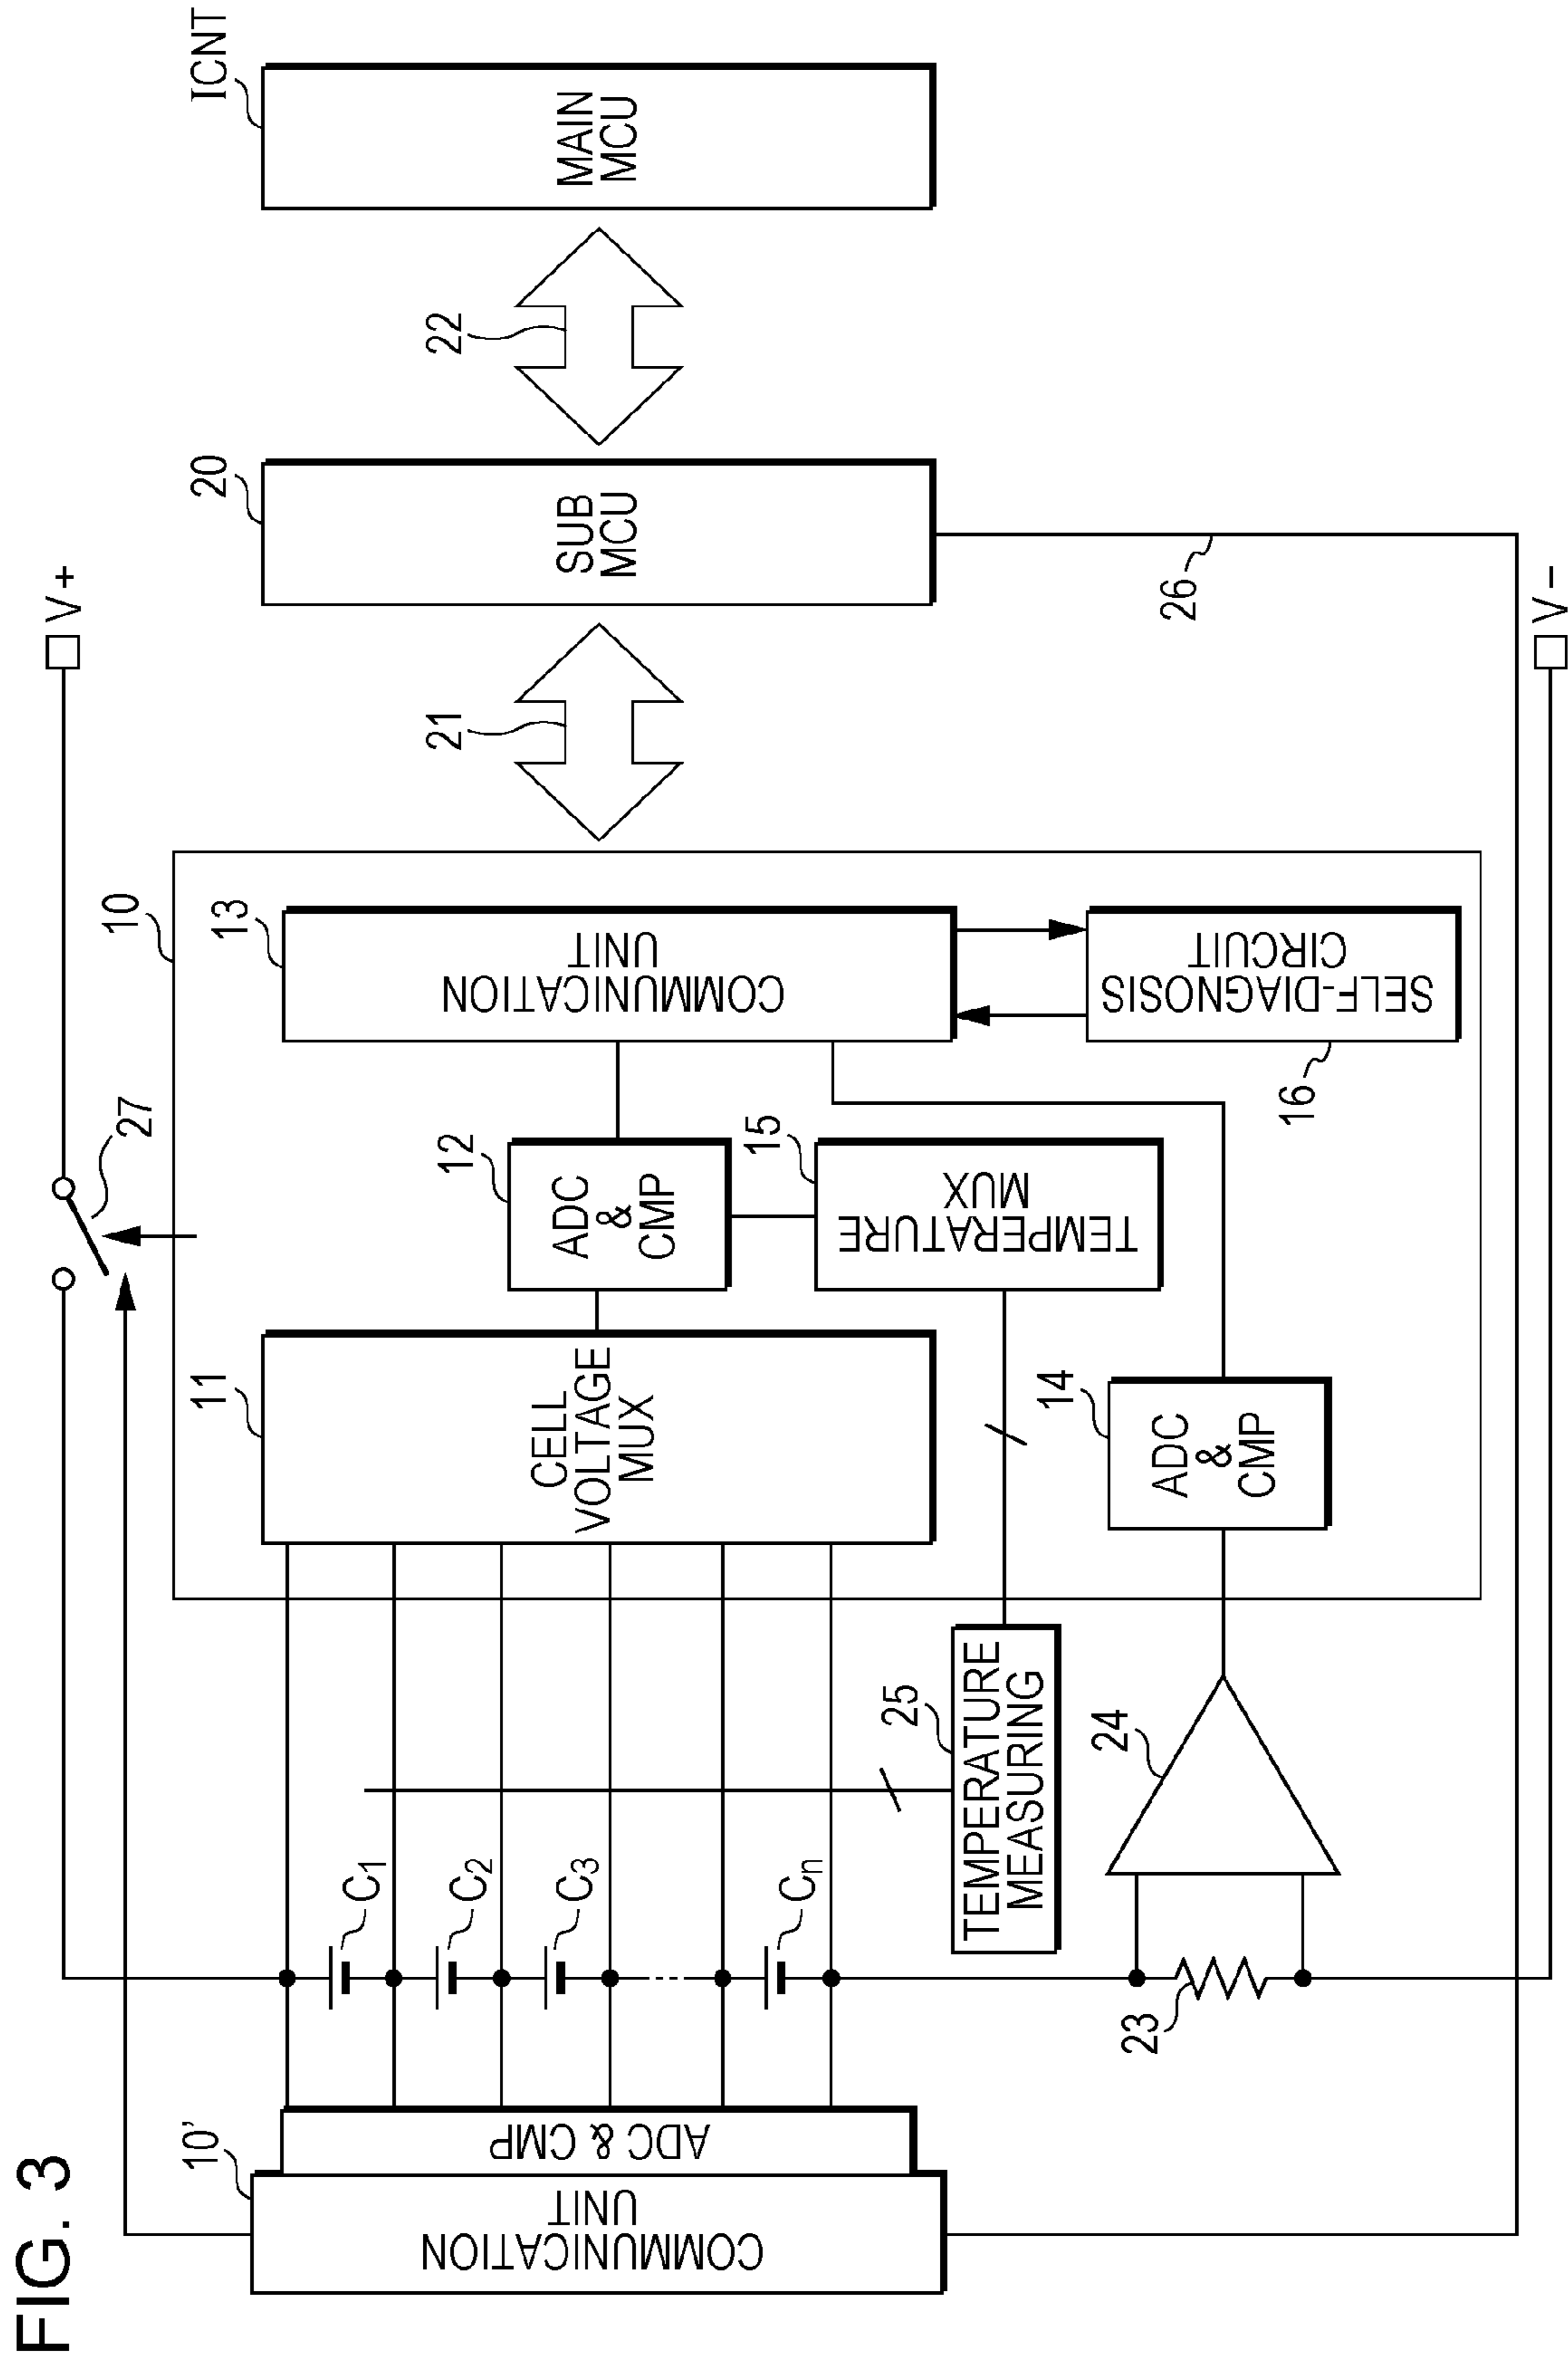 FIG. 3
V+
ICNT
MAIN
MCU
22
20
SUB
MCU
21
26
V−
10
13
COMMUNICATION
UNIT
SELF-DIAGNOSIS
CIRCUIT
16
27
12
ADC
&
CMP
15
TEMPERATURE
MUX
11
CELL
VOLTAGE
MUX
14
ADC
&
CMP
25
TEMPERATURE
MEASURING
24
C1
C2
C3
Cn
23
10'
ADC & CMP
COMMUNICATION
UNIT